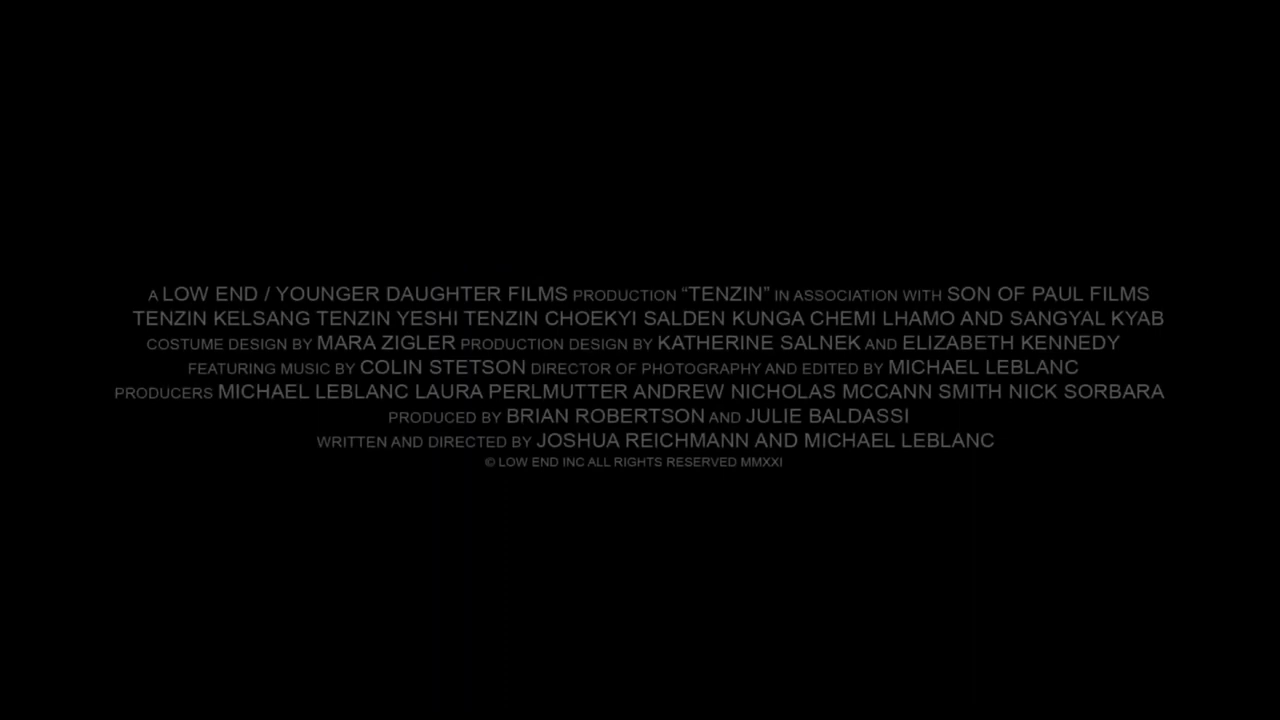 A LOW END / YOUNGER DAUGHTER FILMS PRODUCTION “TENZIN” IN ASSOCIATION WITH SON OF PAUL FILMS
TENZIN KELSANG TENZIN YESHI TENZIN CHOEKYI SALDEN KUNGA CHEMI LHAMO AND SANGYAL KYAB
COSTUME DESIGN BY MARA ZIGLER PRODUCTION DESIGN BY KATHERINE SALNEK AND ELIZABETH KENNEDY
FEATURING MUSIC BY COLIN STETSON DIRECTOR OF PHOTOGRAPHY AND EDITED BY MICHAEL LEBLANC
PRODUCERS MICHAEL LEBLANC LAURA PERLMUTTER ANDREW NICHOLAS MCCANN SMITH NICK SORBARA
PRODUCED BY BRIAN ROBERTSON AND JULIE BALDASSI
WRITTEN AND DIRECTED BY JOSHUA REICHMANN AND MICHAEL LEBLANC
© LOW END INC ALL RIGHTS RESERVED MMXXI